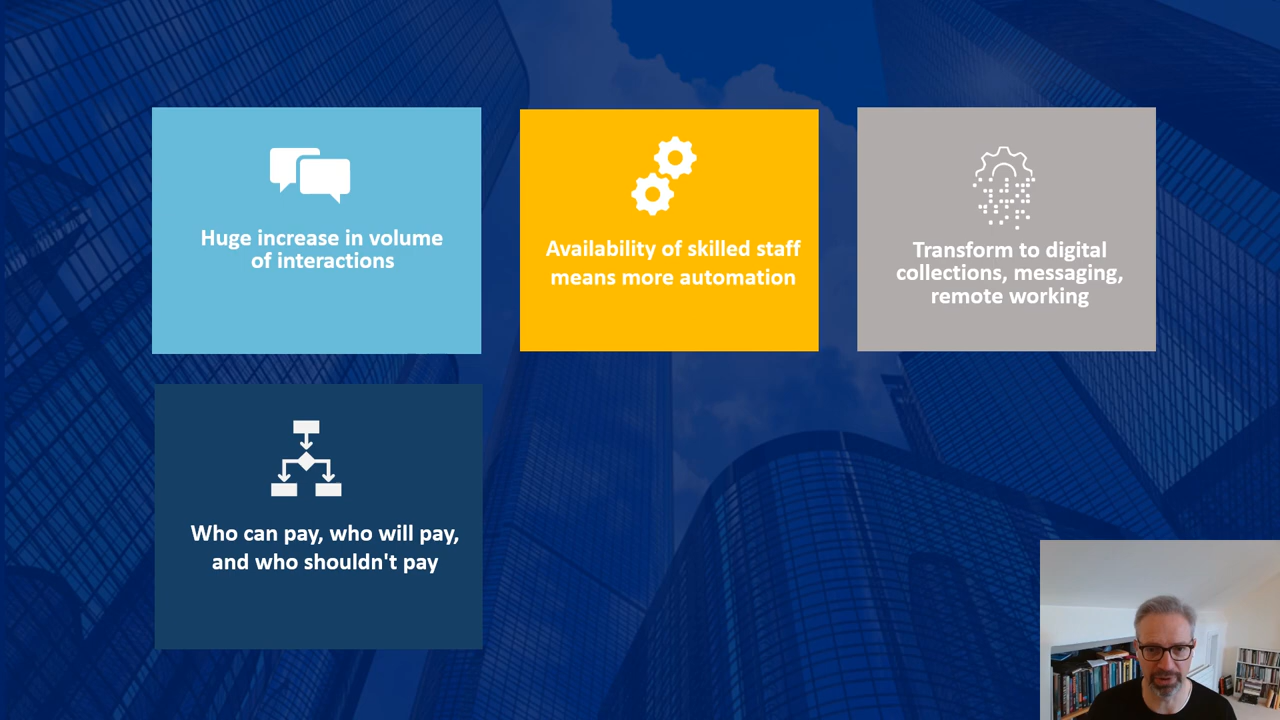 Huge increase in volume
of interactions
Availability of skilled staff
means more automation
Transform to digital
collections, messaging,
remote working
Who can pay, who will pay,
and who shouldn't pay